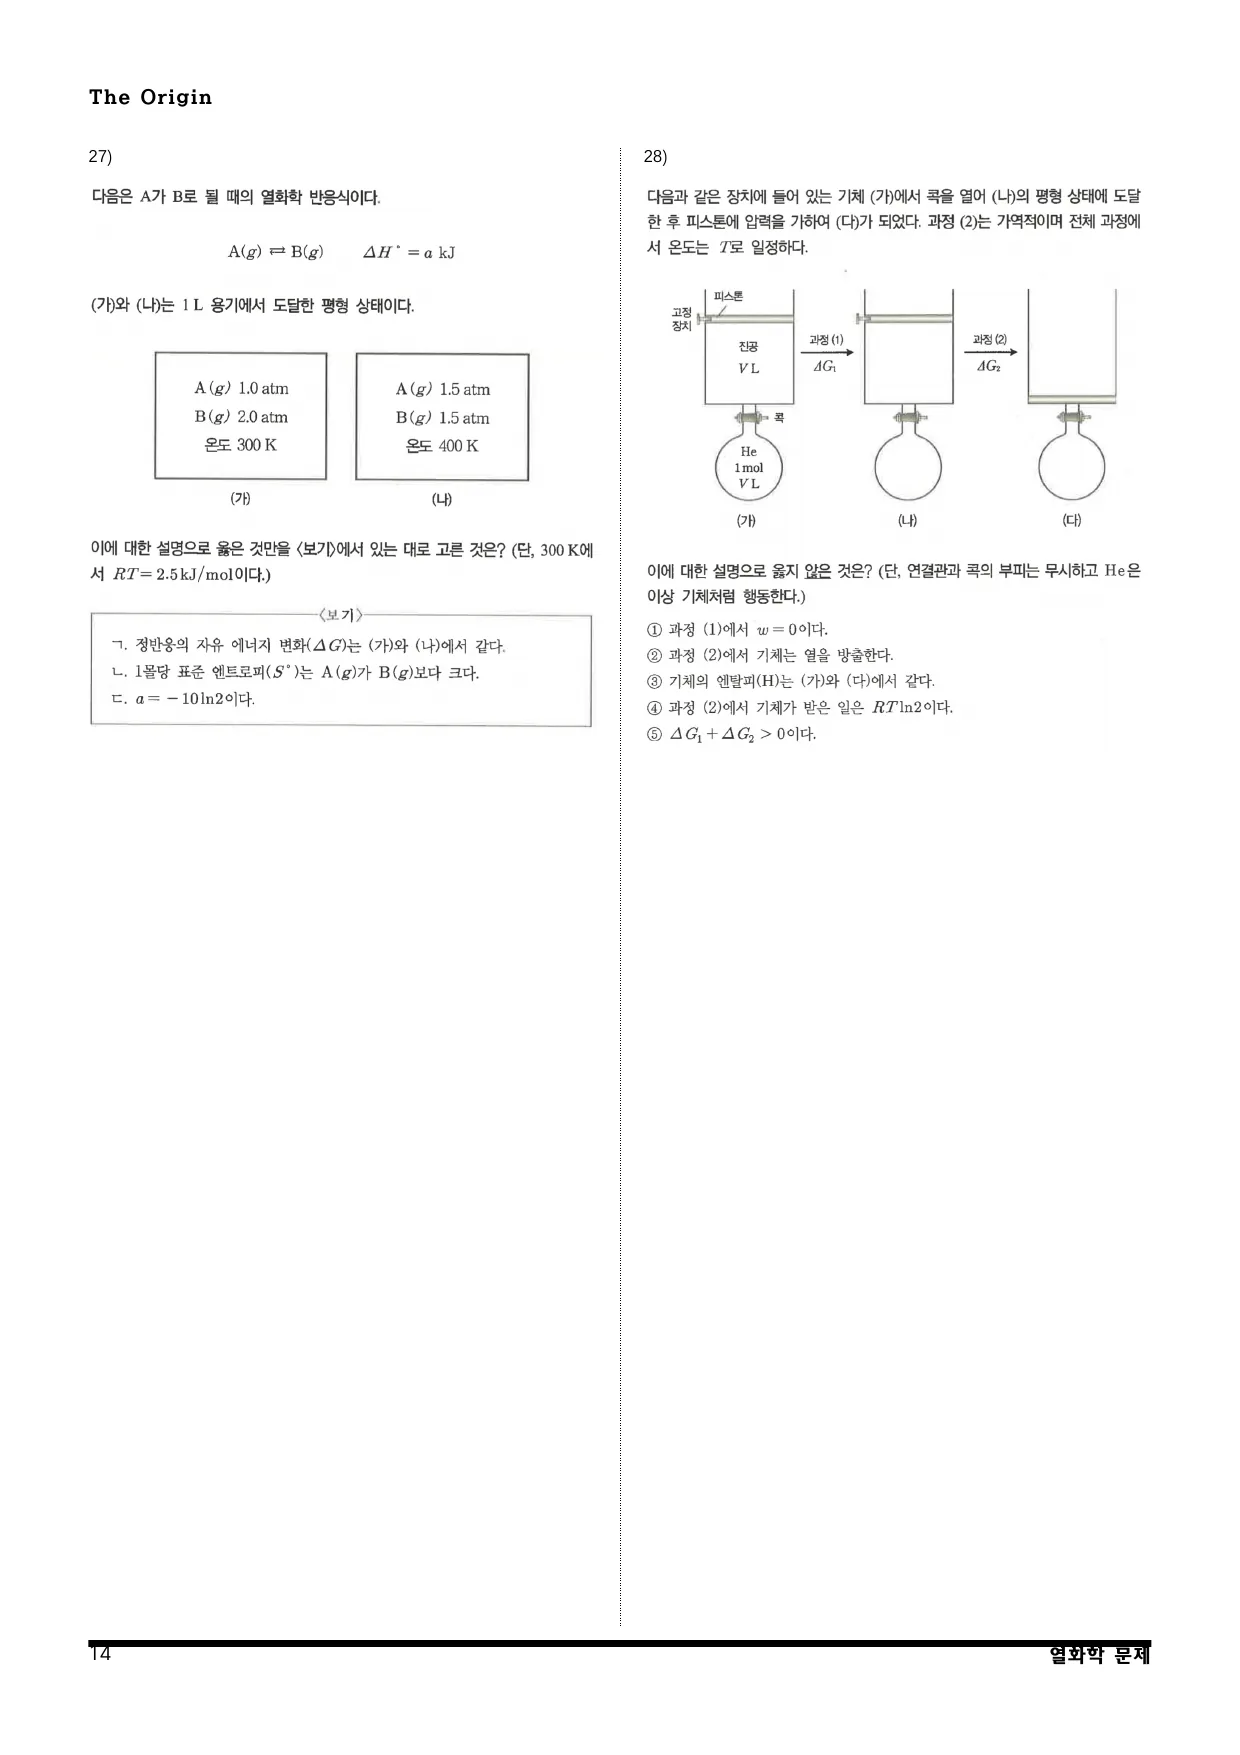 The Origin
27)
다음은 A가 B로 될 때의 열화학 반응식이다.
A(g) ⇄ B(g) ΔH° = a kJ
(가)와 (나)는 1 L 용기에서 도달한 평형 상태이다.
A(g) 1.0 atm
B(g) 2.0 atm
온도 300 K
(가)
A(g) 1.5 atm
B(g) 1.5 atm
온도 400 K
(나)
이에 대한 설명으로 옳은 것만을 〈보기〉에서 있는 대로 고른 것은? (단, 300 K에
서 RT = 2.5 kJ/mol이다.)
〈보기〉
ㄱ. 정반응의 자유 에너지 변화(ΔG)는 (가)와 (나)에서 같다.
ㄴ. 1몰당 표준 엔트로피(S°)는 A(g)가 B(g)보다 크다.
ㄷ. a = − 10 ln2이다.
28)
다음과 같은 장치에 들어 있는 기체 (가)에서 콕을 열어 (나)의 평형 상태에 도달
한 후 피스톤에 압력을 가하여 (다)가 되었다. 과정 (2)는 가역적이며 전체 과정에
서 온도는 T로 일정하다.
피스톤
고정
장치
진공
V L
콕
He
1 mol
V L
(가)
과정 (1)
ΔG₁
(나)
과정 (2)
ΔG₂
(다)
이에 대한 설명으로 옳지 않은 것은? (단, 연결관과 콕의 부피는 무시하고 He은
이상 기체처럼 행동한다.)
① 과정 (1)에서 w = 0이다.
② 과정 (2)에서 기체는 열을 방출한다.
③ 기체의 엔탈피(H)는 (가)와 (다)에서 같다.
④ 과정 (2)에서 기체가 받은 일은 RT ln2이다.
⑤ ΔG₁ + ΔG₂ > 0이다.
14
열화학 문제